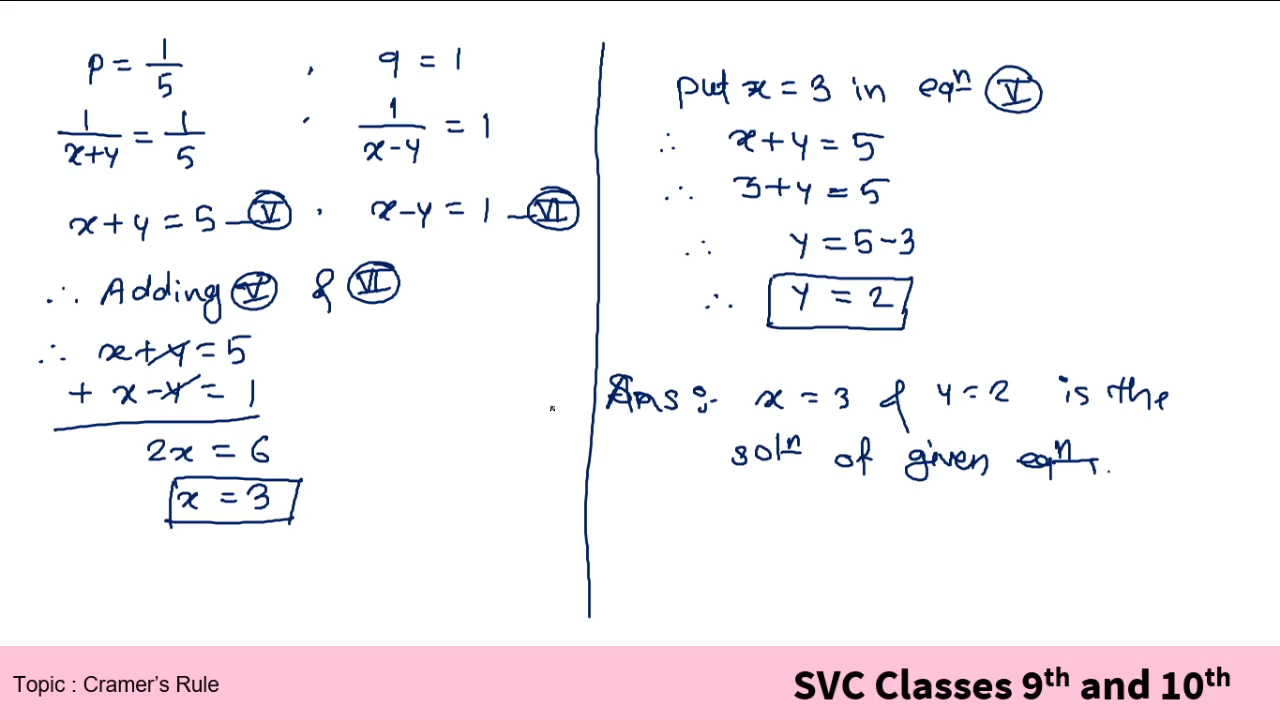 p = 1/5 , q = 1
1/(x+y) = 1/5 , 1/(x-y) = 1
x + y = 5 — Ⓥ , x - y = 1 — (VI)
∴ Adding (V) & (VI)
∴ x + y = 5
+ x - y = 1
2x = 6
x = 3
put x = 3 in eqⁿ (V)
∴ x + y = 5
∴ 3 + y = 5
∴ y = 5 - 3
∴ y = 2
Ans :- x = 3 & y = 2 is the
solⁿ of given eqⁿ.
Topic : Cramer's Rule
SVC Classes 9th and 10th